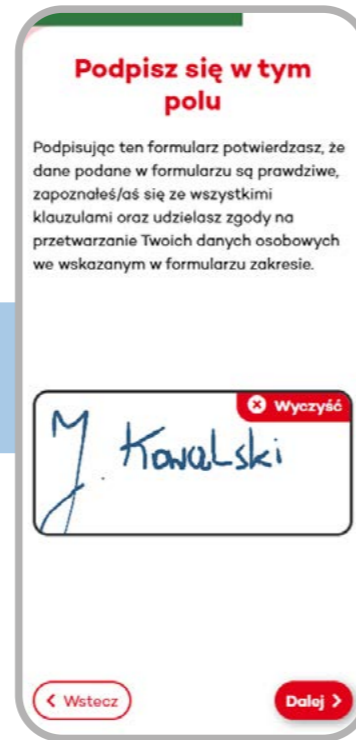 Podpisz się w tym
polu
Podpisując ten formularz potwierdzasz, że
dane podane w formularzu są prawdziwe,
zapoznałeś/aś się ze wszystkimi
klauzulami oraz udzielasz zgody na
przetwarzanie Twoich danych osobowych
we wskazanym w formularzu zakresie.
Wyczyść
J. Kowalski
Wstecz
Dalej